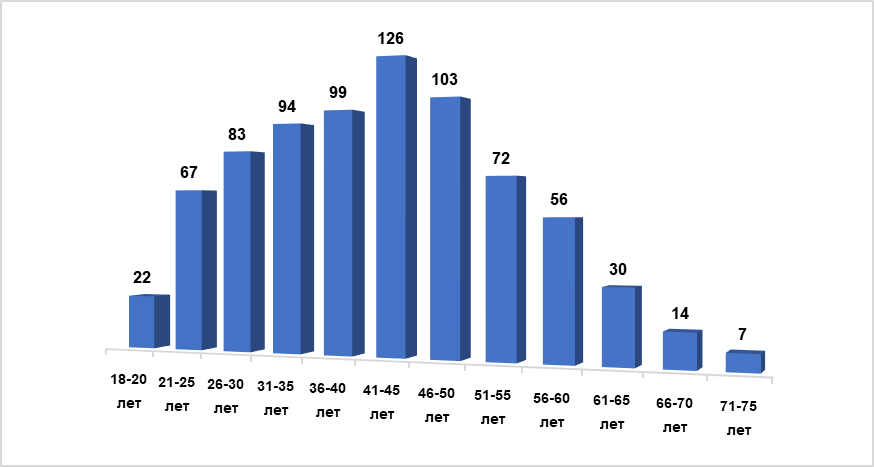 126
103
99
94
83
72
67
56
30
22
14
7
18-20 лет
21-25 лет
26-30 лет
31-35 лет
36-40 лет
41-45 лет
46-50 лет
51-55 лет
56-60 лет
61-65 лет
66-70 лет
71-75 лет